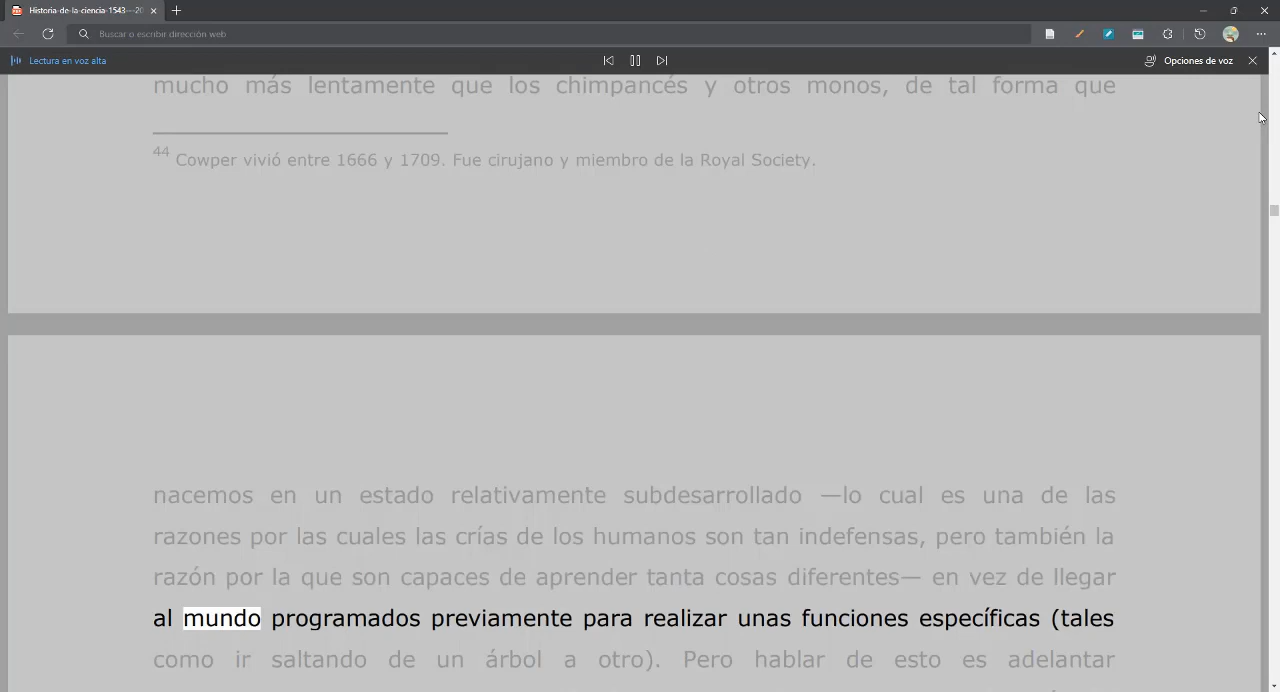 Historia-de-la-ciencia-1543---20
Buscar o escribir dirección web
Lectura en voz alta
Opciones de voz
mucho más lentamente que los chimpancés y otros monos, de tal forma que
44 Cowper vivió entre 1666 y 1709. Fue cirujano y miembro de la Royal Society.
nacemos en un estado relativamente subdesarrollado —lo cual es una de las
razones por las cuales las crías de los humanos son tan indefensas, pero también la
razón por la que son capaces de aprender tanta cosas diferentes— en vez de llegar
al mundo programados previamente para realizar unas funciones específicas (tales
como ir saltando de un árbol a otro). Pero hablar de esto es adelantar